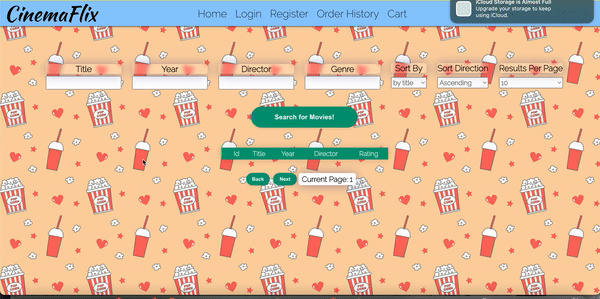 CinemaFlix
Home Login Register Order History Cart
iCloud Storage is Almost Full
Upgrade your storage to keep
using iCloud.
Title Year Director Genre Sort By Sort Direction Results Per Page
by title Ascending 10
Search for Movies!
Id Title Year Director Rating
Back Next Current Page: 1